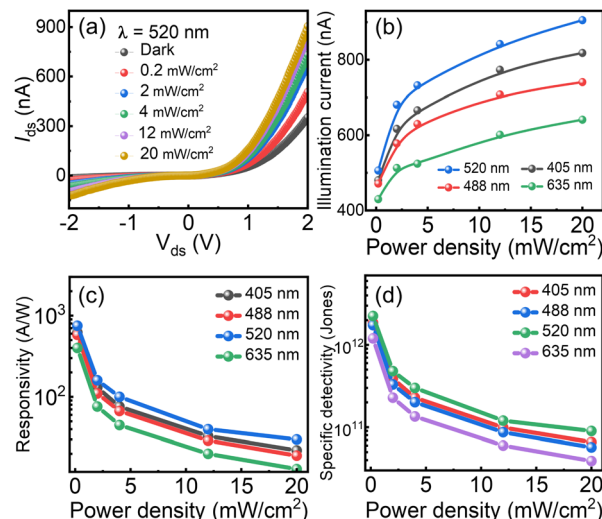 (a)
λ = 520 nm
Dark
0.2 mW/cm²
2 mW/cm²
4 mW/cm²
12 mW/cm²
20 mW/cm²
900
600
300
0
I_ds (nA)
-2 -1 0 1 2
V_ds (V)
(b)
Illumination current (nA)
800
600
400
520 nm 405 nm
488 nm 635 nm
0 5 10 15 20
Power density (mW/cm²)
(c)
405 nm
488 nm
520 nm
635 nm
Responsivity (A/W)
10³
10²
0 5 10 15 20
Power density (mW/cm²)
(d)
405 nm
488 nm
520 nm
635 nm
Specific detectivity (Jones)
10¹²
10¹¹
0 5 10 15 20
Power density (mW/cm²)